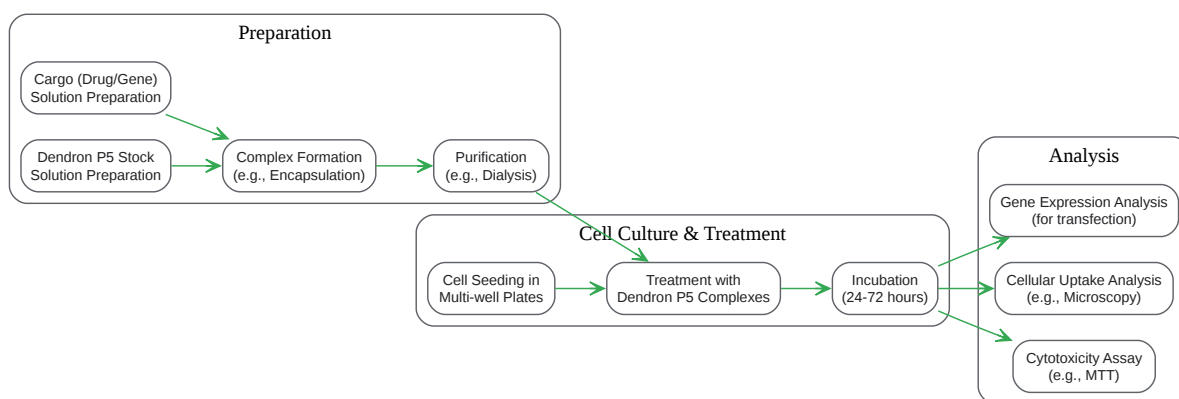 Preparation
Cargo (Drug/Gene)
Solution Preparation
Dendron P5 Stock
Solution Preparation
Complex Formation
(e.g., Encapsulation)
Purification
(e.g., Dialysis)
Cell Culture & Treatment
Cell Seeding in
Multi-well Plates
Treatment with
Dendron P5 Complexes
Incubation
(24-72 hours)
Analysis
Gene Expression Analysis
(for transfection)
Cellular Uptake Analysis
(e.g., Microscopy)
Cytotoxicity Assay
(e.g., MTT)